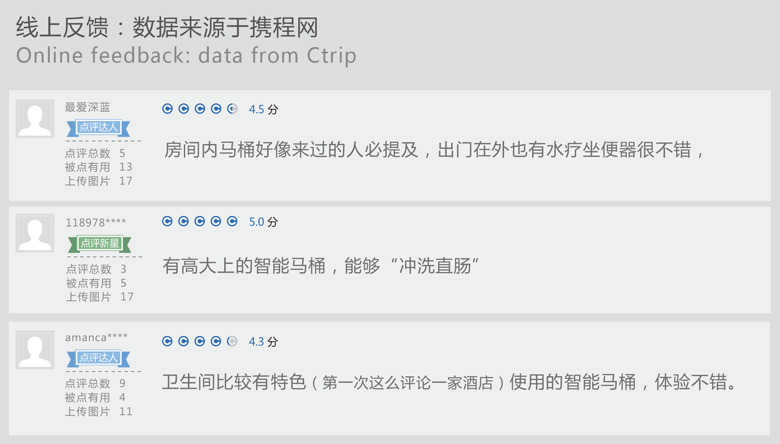 线上反馈：数据来源于携程网
Online feedback: data from Ctrip
最爱深蓝
点评达人
点评总数 5
被点有用 13
上传图片 17
4.5 分
房间内马桶好像来过的人必提及，出门在外也有水疗坐便器很不错，
118978****
点评新星
点评总数 3
被点有用 5
上传图片 17
5.0 分
有高大上的智能马桶，能够“冲洗直肠”
amanca****
点评达人
点评总数 9
被点有用 4
上传图片 11
4.3 分
卫生间比较有特色（第一次这么评论一家酒店）使用的智能马桶，体验不错。